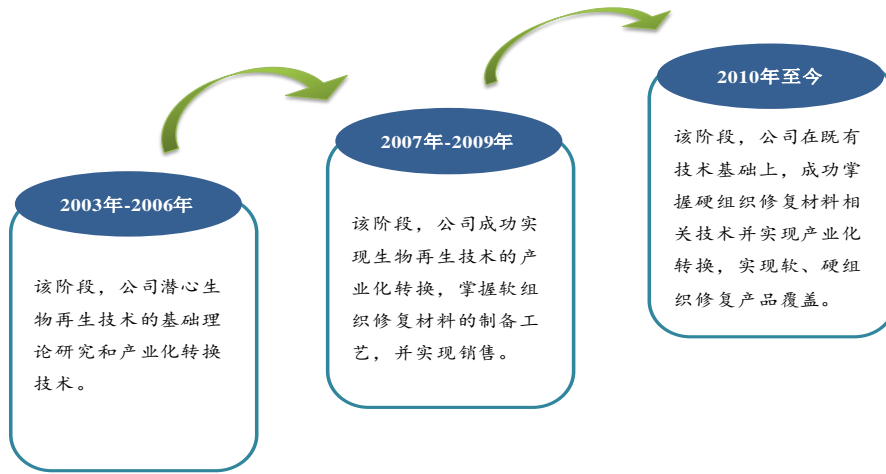 2003年-2006年
该阶段，公司潜心生
物再生技术的基础理
论研究和产业化转换
技术。
2007年-2009年
该阶段，公司成功实
现生物再生技术的产
业化转换，掌握软组
织修复材料的制备工
艺，并实现销售。
2010年至今
该阶段，公司在既有
技术基础上，成功掌
握硬组织修复材料相
关技术并实现产业化
转换，实现软、硬组
织修复产品覆盖。